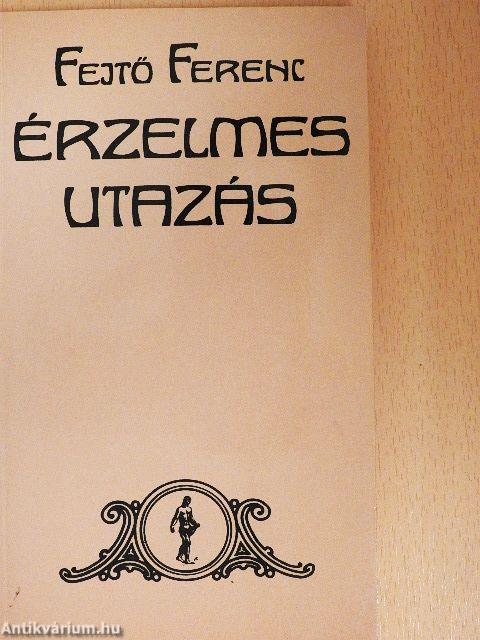 FEJTŐ FERENC
ÉRZELMES
UTAZÁS
Antikvárium.hu